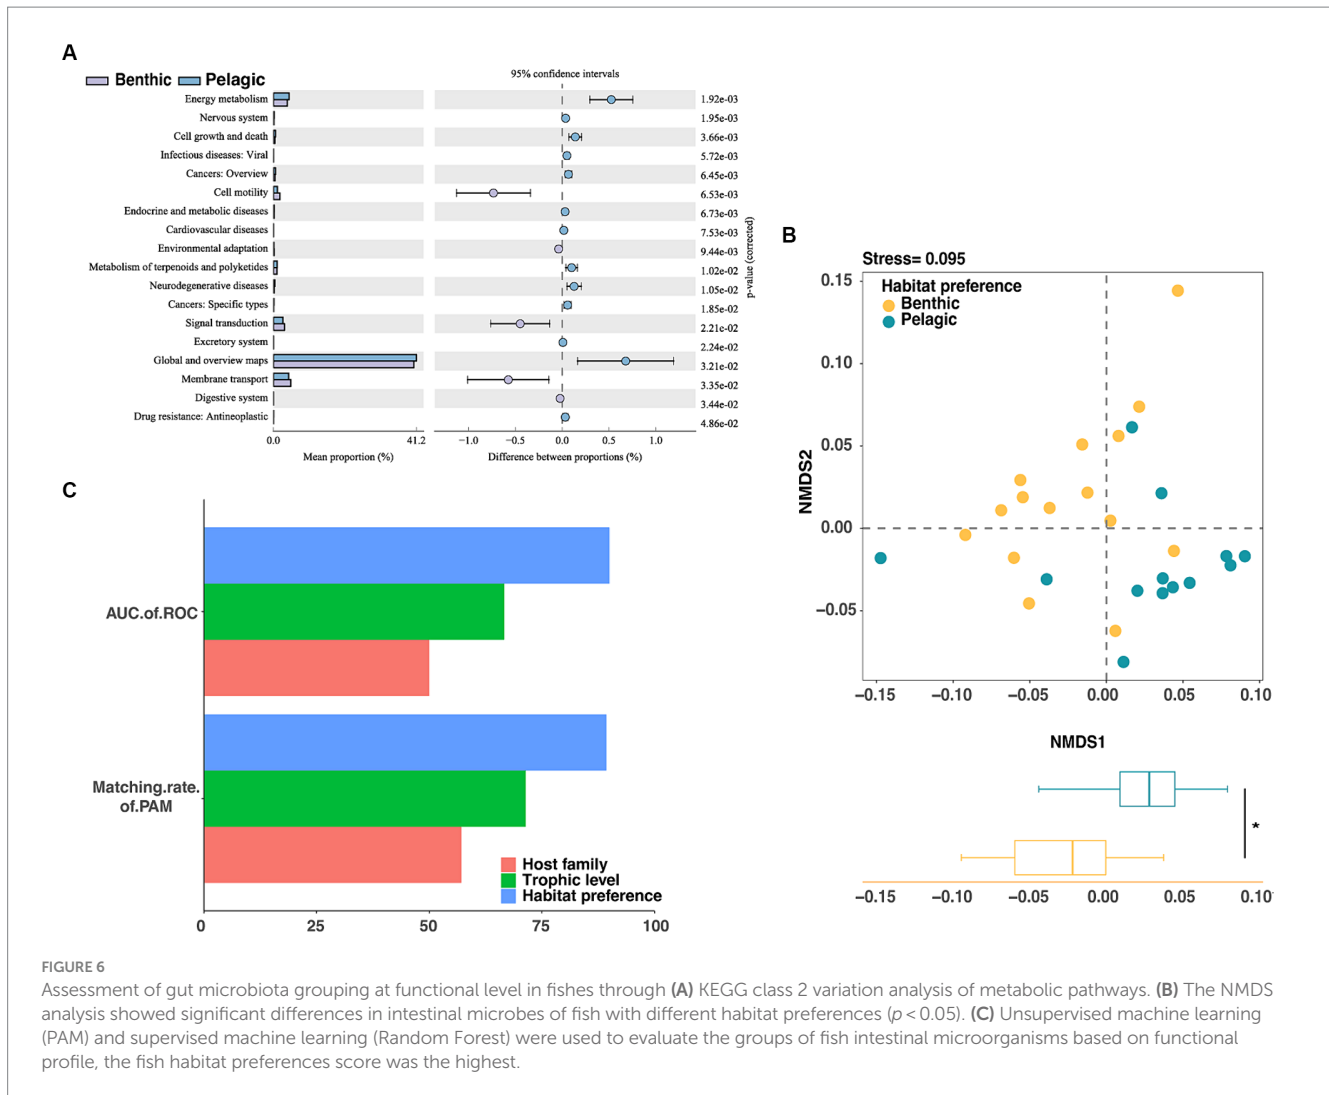 A
Benthic Pelagic
95% confidence intervals
Energy metabolism 1.92e-03
Nervous system 1.95e-03
Cell growth and death 3.66e-03
Infectious diseases: Viral 5.72e-03
Cancers: Overview 6.45e-03
Cell motility 6.53e-03
Endocrine and metabolic diseases 6.73e-03
Cardiovascular diseases 7.53e-03
Environmental adaptation 9.44e-03
Metabolism of terpenoids and polyketides 1.02e-02
Neurodegenerative diseases 1.05e-02
Cancers: Specific types 1.85e-02
Signal transduction 2.21e-02
Excretory system 2.24e-02
Global and overview maps 3.21e-02
Membrane transport 3.35e-02
Digestive system 3.44e-02
Drug resistance: Antineoplastic 4.86e-02
p-value (corrected)
0.0 41.2 −1.0 −0.5 0.0 0.5 1.0
Mean proportion (%) Difference between proportions (%)
B
Stress= 0.095
Habitat preference
Benthic
Pelagic
0.15
0.10
0.05
0.00
−0.05
NMDS2
−0.15 −0.10 −0.05 0.00 0.05 0.10
NMDS1
*
−0.15 −0.10 −0.05 0.00 0.05 0.10
C
AUC.of.ROC
Matching.rate.
of.PAM
Host family
Trophic level
Habitat preference
0 25 50 75 100
FIGURE 6
Assessment of gut microbiota grouping at functional level in fishes through (A) KEGG class 2 variation analysis of metabolic pathways. (B) The NMDS
analysis showed significant differences in intestinal microbes of fish with different habitat preferences (p < 0.05). (C) Unsupervised machine learning
(PAM) and supervised machine learning (Random Forest) were used to evaluate the groups of fish intestinal microorganisms based on functional
profile, the fish habitat preferences score was the highest.